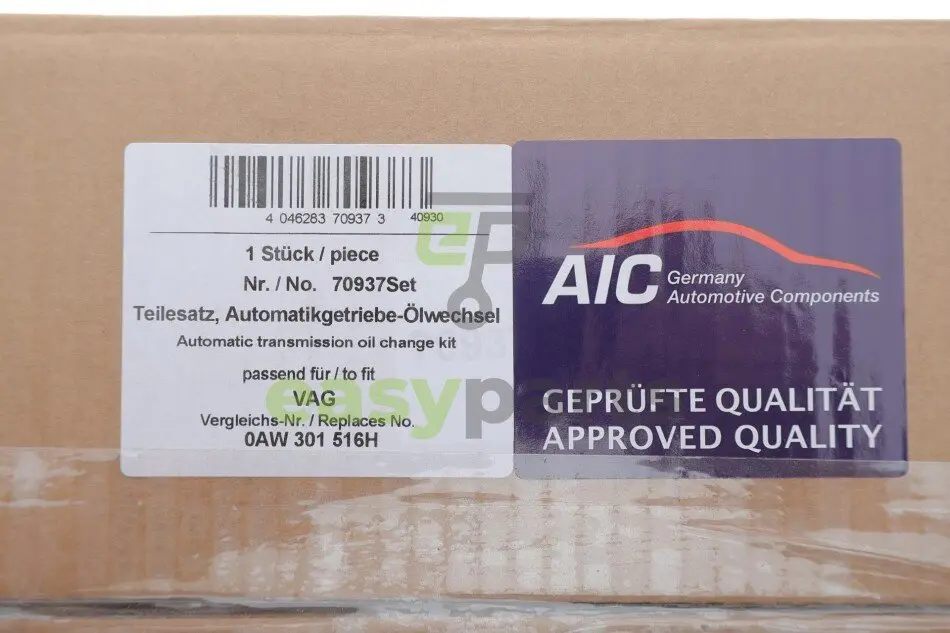 4 046283 70937 3 40930
1 Stück / piece
Nr. / No. 70937Set
Teilesatz, Automatikgetriebe-Ölwechsel
Automatic transmission oil change kit
passend für / to fit
VAG
Vergleichs-Nr. / Replaces No.
0AW 301 516H
AIC Germany
Automotive Components
GEPRÜFTE QUALITÄT
APPROVED QUALITY
easyparts